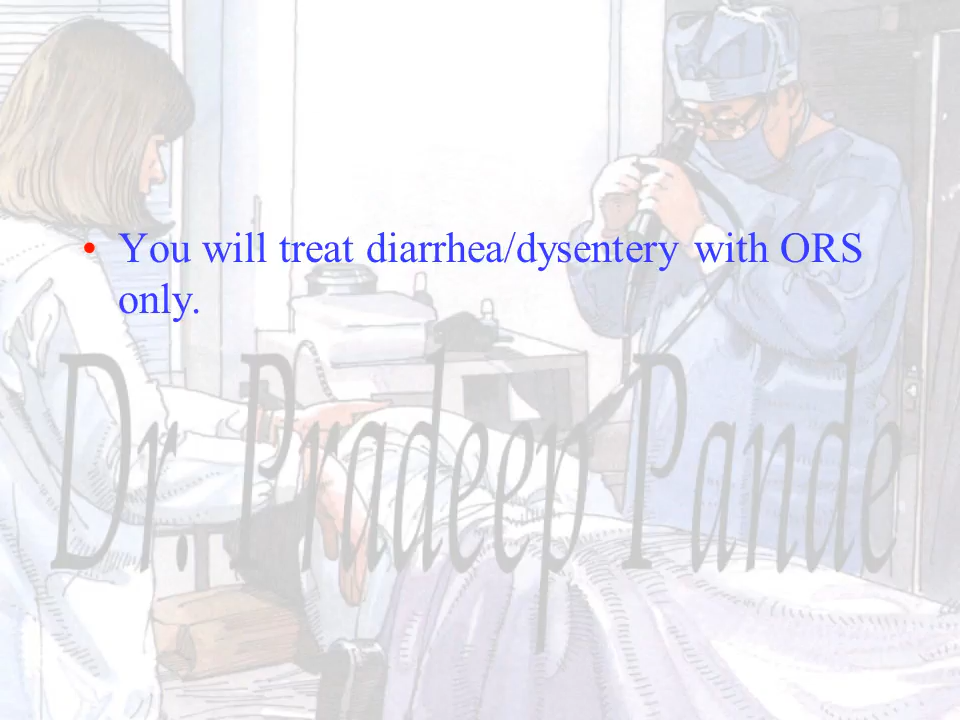 • You will treat diarrhea/dysentery with ORS
only.
Dr. Pradeep Pande